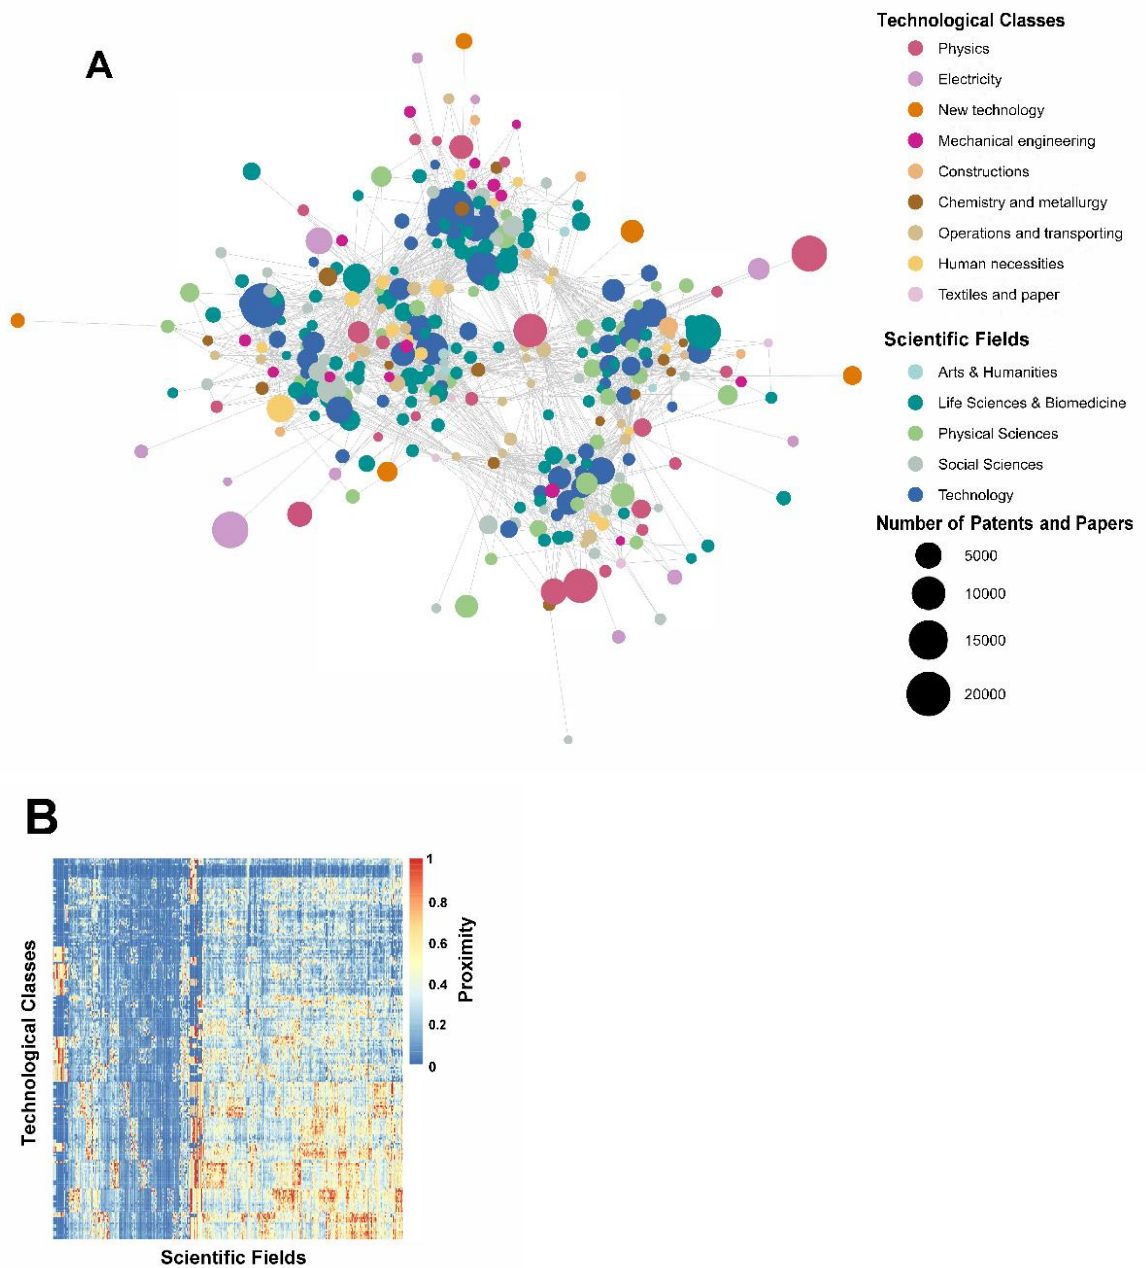 A
Technological Classes
Physics
Electricity
New technology
Mechanical engineering
Constructions
Chemistry and metallurgy
Operations and transporting
Human necessities
Textiles and paper
Scientific Fields
Arts & Humanities
Life Sciences & Biomedicine
Physical Sciences
Social Sciences
Technology
Number of Patents and Papers
5000
10000
15000
20000
B
Technological Classes
1
0.8
0.6
0.4
0.2
0
Proximity
Scientific Fields